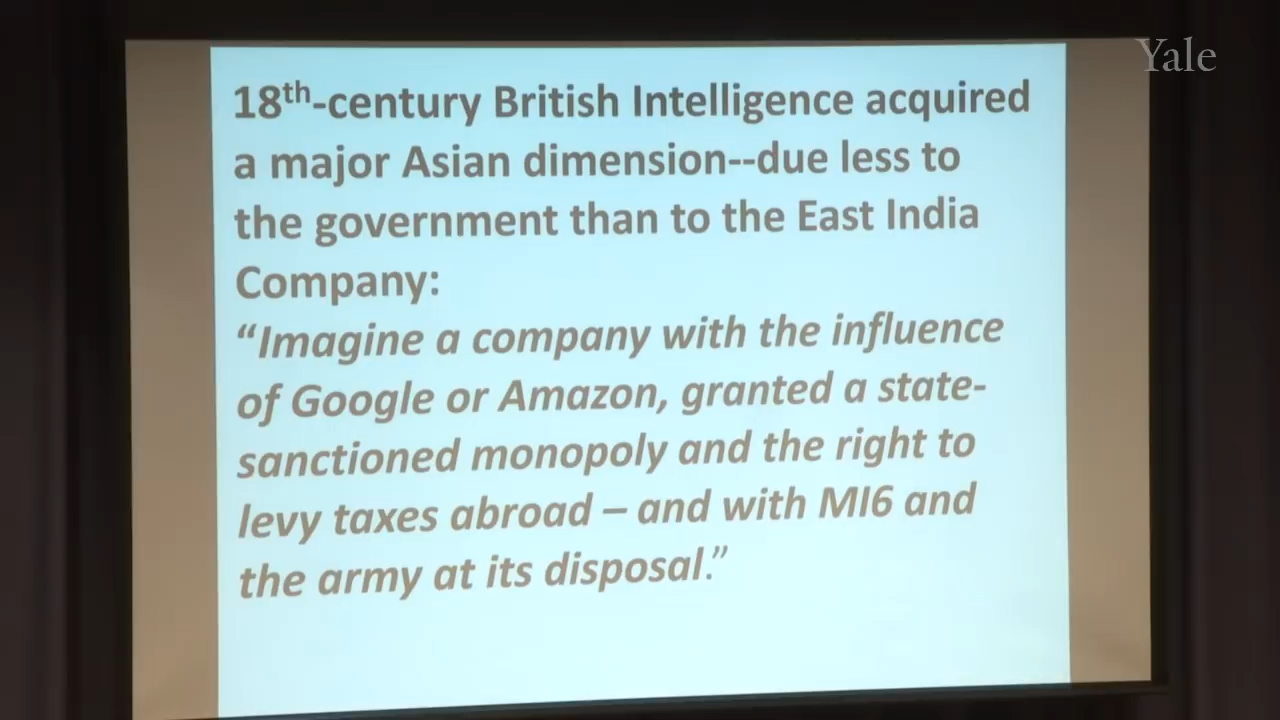 Yale
18th-century British Intelligence acquired
a major Asian dimension--due less to
the government than to the East India
Company:
“Imagine a company with the influence
of Google or Amazon, granted a state-
sanctioned monopoly and the right to
levy taxes abroad – and with MI6 and
the army at its disposal.”